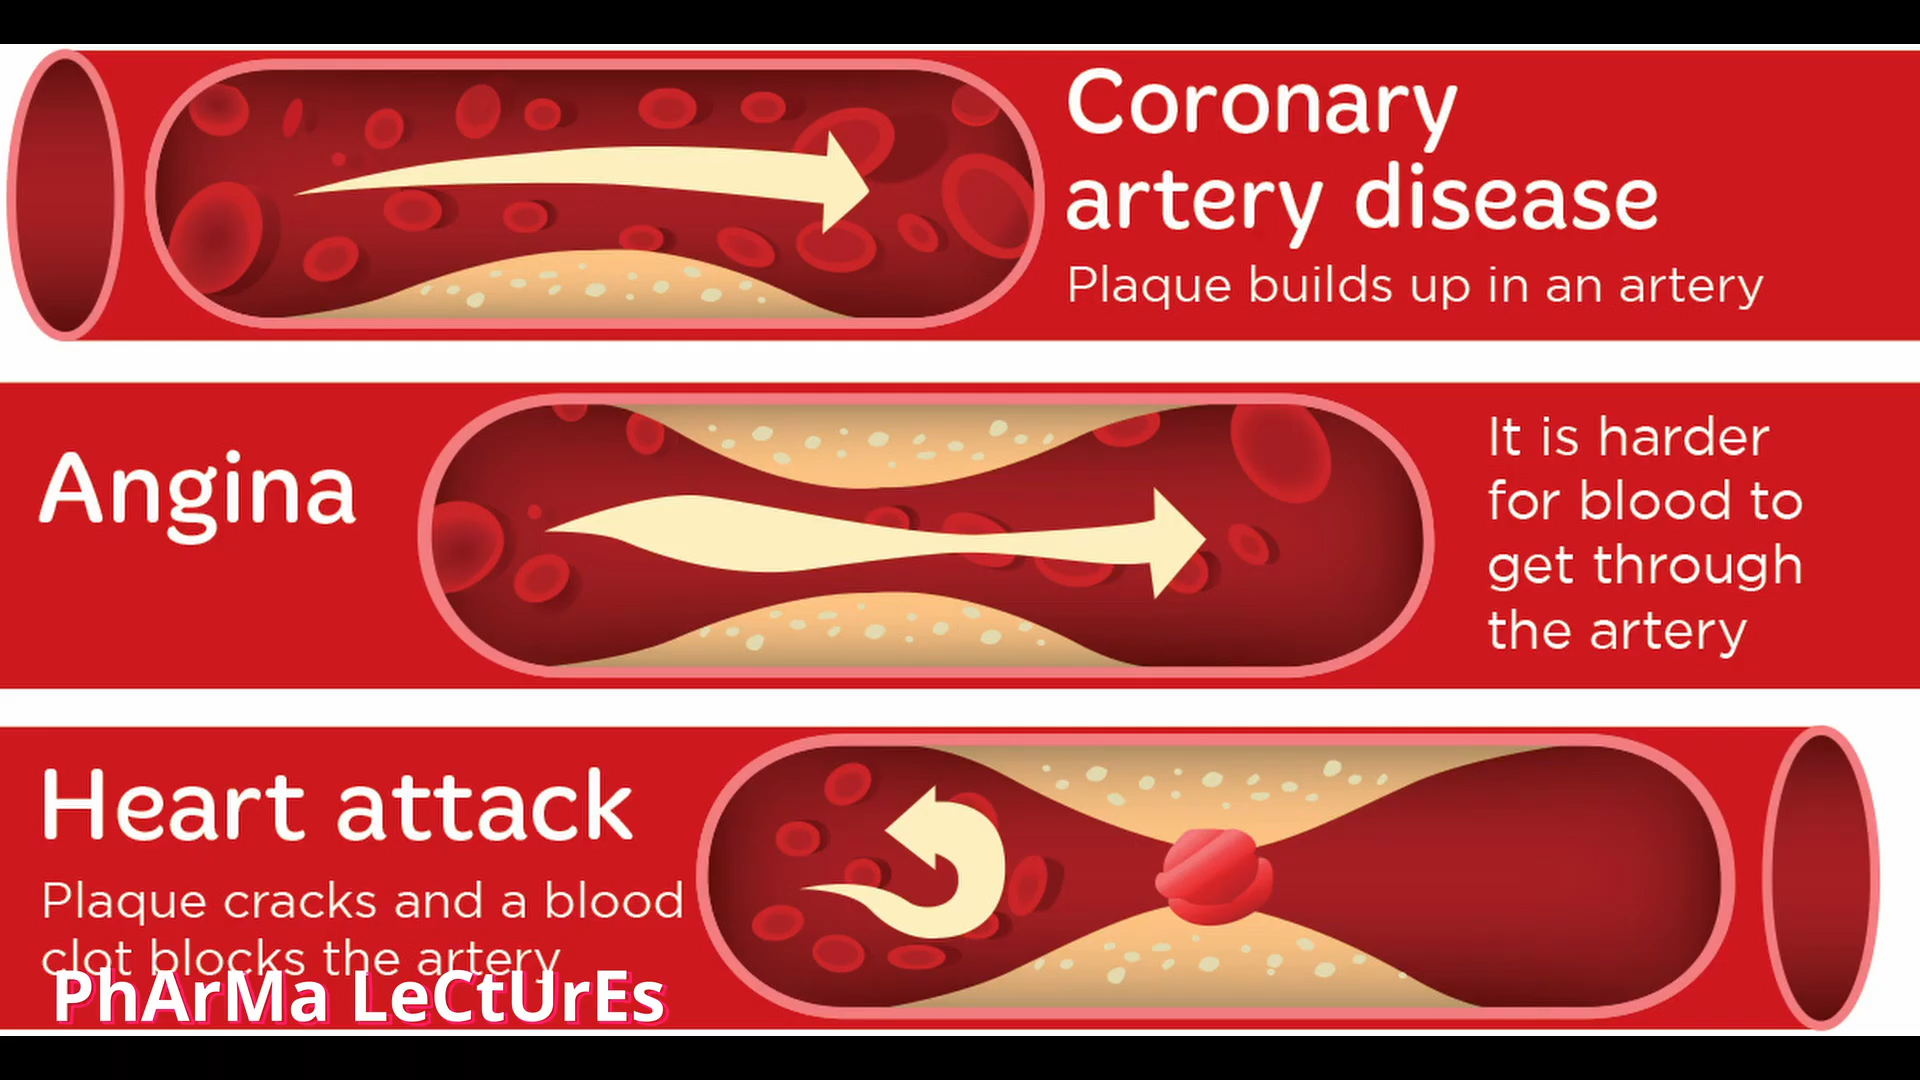 Coronary
artery disease
Plaque builds up in an artery
Angina
It is harder
for blood to
get through
the artery
Heart attack
Plaque cracks and a blood
clot blocks the artery
PhArMa LeCtUrEs